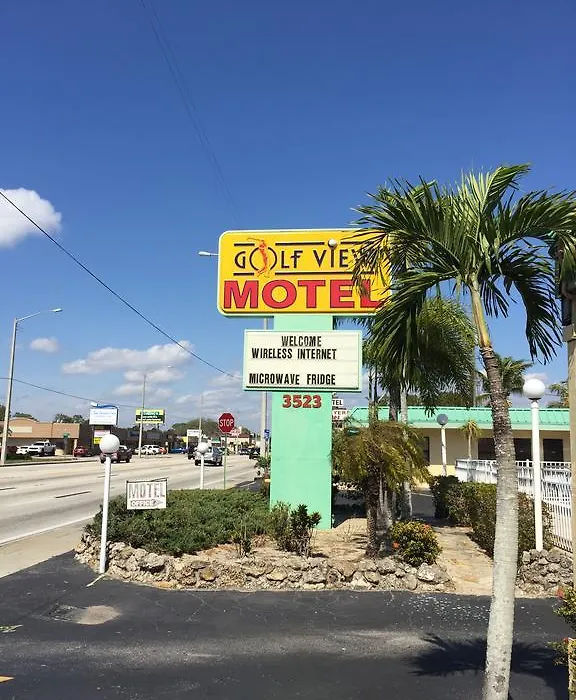 GOLF VIEW
MOTEL
WELCOME
WIRELESS INTERNET
MICROWAVE FRIDGE
3523
STOP
MOTEL
OFFICE